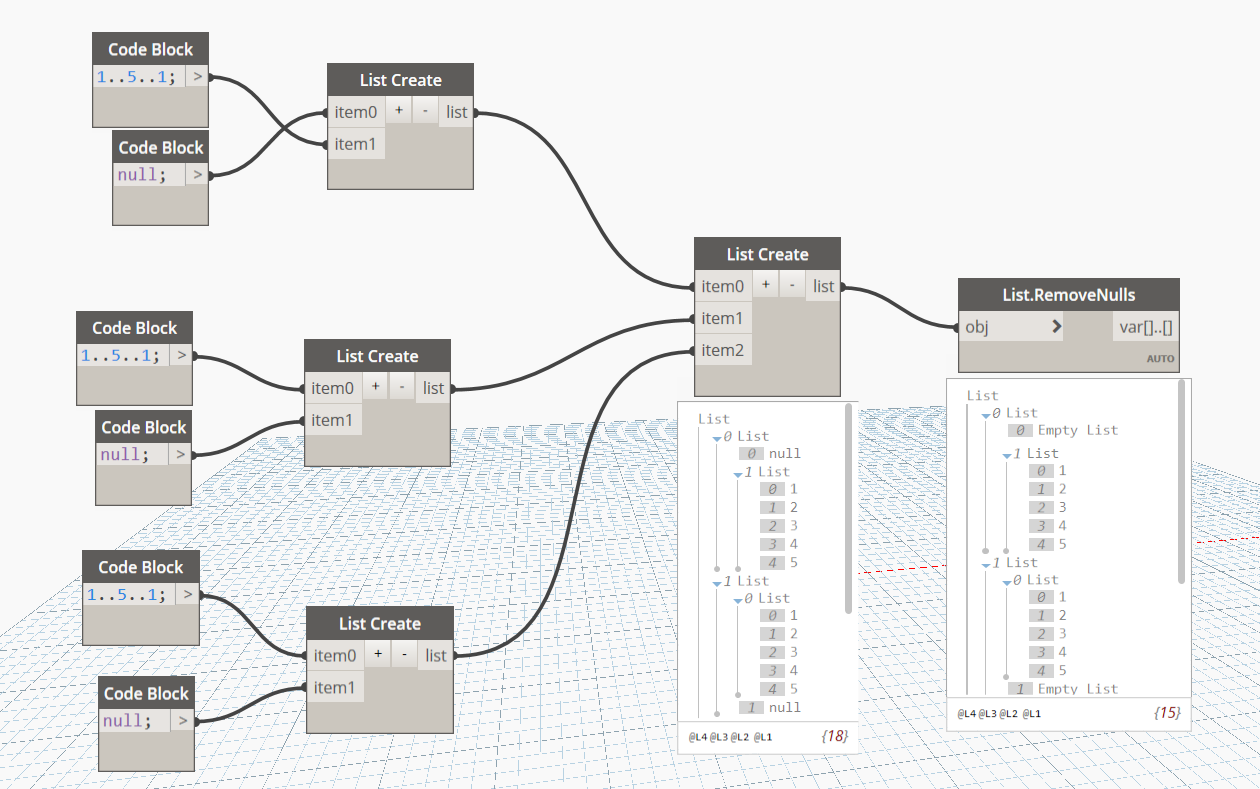 Code Block
1..5..1; >
Code Block
null; >
List Create
item0 + - list
item1
Code Block
1..5..1; >
Code Block
null; >
List Create
item0 + - list
item1
Code Block
1..5..1; >
Code Block
null; >
List Create
item0 + - list
item1
List Create
item0 + - list
item1
item2
List
0 List
0 null
1 List
0 1
1 2
2 3
3 4
4 5
1 List
0 List
0 1
1 2
2 3
3 4
4 5
1 null
@L4 @L3 @L2 @L1 {18}
List.RemoveNulls
obj > var[]..[]
AUTO
List
0 List
0 Empty List
1 List
0 1
1 2
2 3
3 4
4 5
1 List
0 List
0 1
1 2
2 3
3 4
4 5
1 Empty List
@L4 @L3 @L2 @L1 {15}